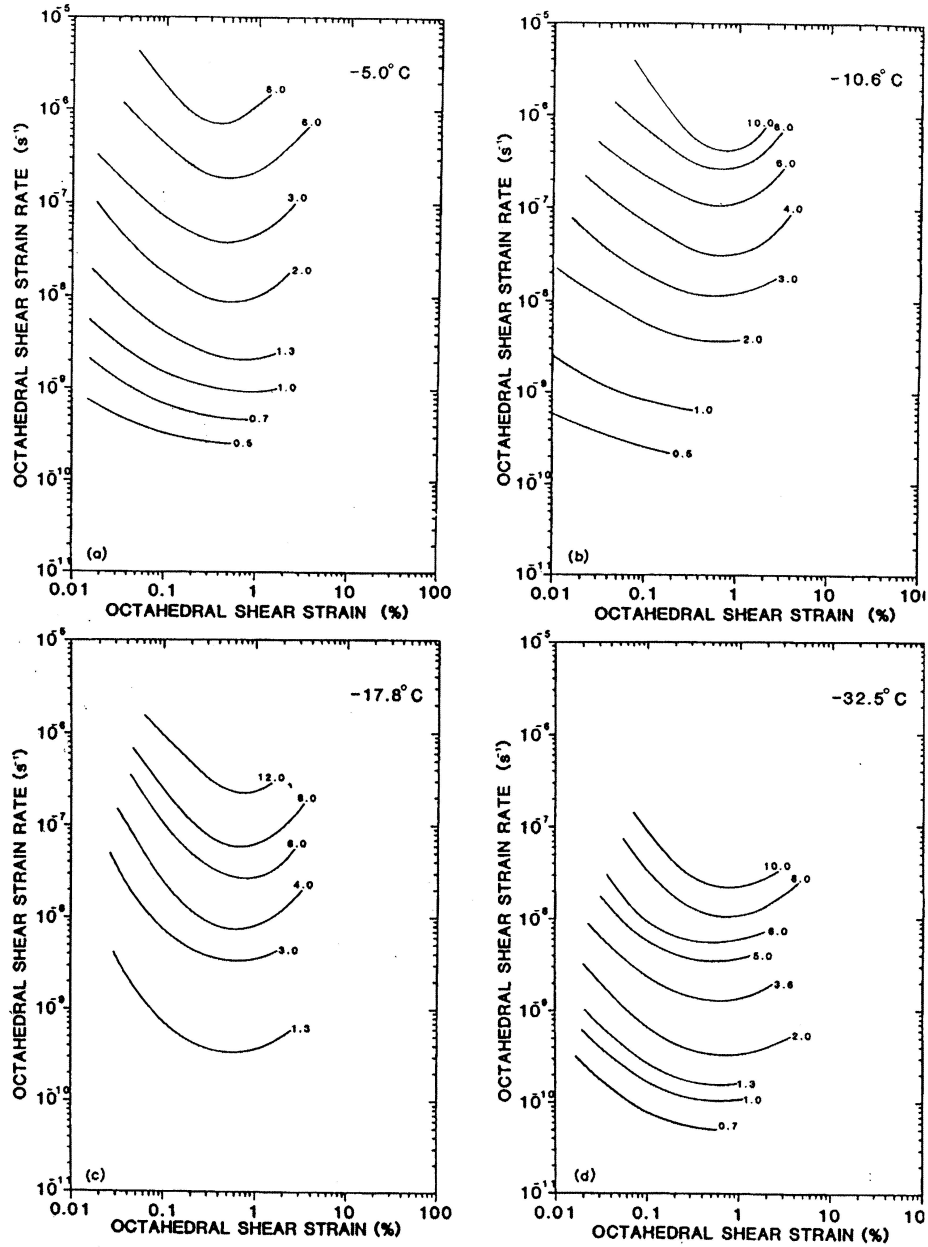 -5.0°C
OCTAHEDRAL SHEAR STRAIN RATE (s⁻¹)
10⁻⁵
10⁻⁶
10⁻⁷
10⁻⁸
10⁻⁹
10⁻¹⁰
10⁻¹¹
8.0
6.0
3.0
2.0
1.3
1.0
0.7
0.5
(a)
0.01 0.1 1 10 100
OCTAHEDRAL SHEAR STRAIN (%)
-10.6°C
OCTAHEDRAL SHEAR STRAIN RATE (s⁻¹)
10⁻⁵
10⁻⁶
10⁻⁷
10⁻⁸
10⁻⁹
10⁻¹⁰
10⁻¹¹
10.0
8.0
6.0
4.0
3.0
2.0
1.0
0.5
(b)
0.01 0.1 1 10 10
OCTAHEDRAL SHEAR STRAIN (%)
-17.8°C
OCTAHEDRAL SHEAR STRAIN RATE (s⁻¹)
10⁻⁵
10⁻⁶
10⁻⁷
10⁻⁸
10⁻⁹
10⁻¹⁰
10⁻¹¹
12.0
8.0
6.0
4.0
3.0
1.3
(c)
0.01 0.1 1 10 100
OCTAHEDRAL SHEAR STRAIN (%)
-32.5°C
OCTAHEDRAL SHEAR STRAIN RATE (s⁻¹)
10⁻⁵
10⁻⁶
10⁻⁷
10⁻⁸
10⁻⁹
10⁻¹⁰
10⁻¹¹
10.0
8.0
6.0
5.0
3.6
2.0
1.3
1.0
0.7
(d)
0.01 0.1 1 10 10
OCTAHEDRAL SHEAR STRAIN (%)